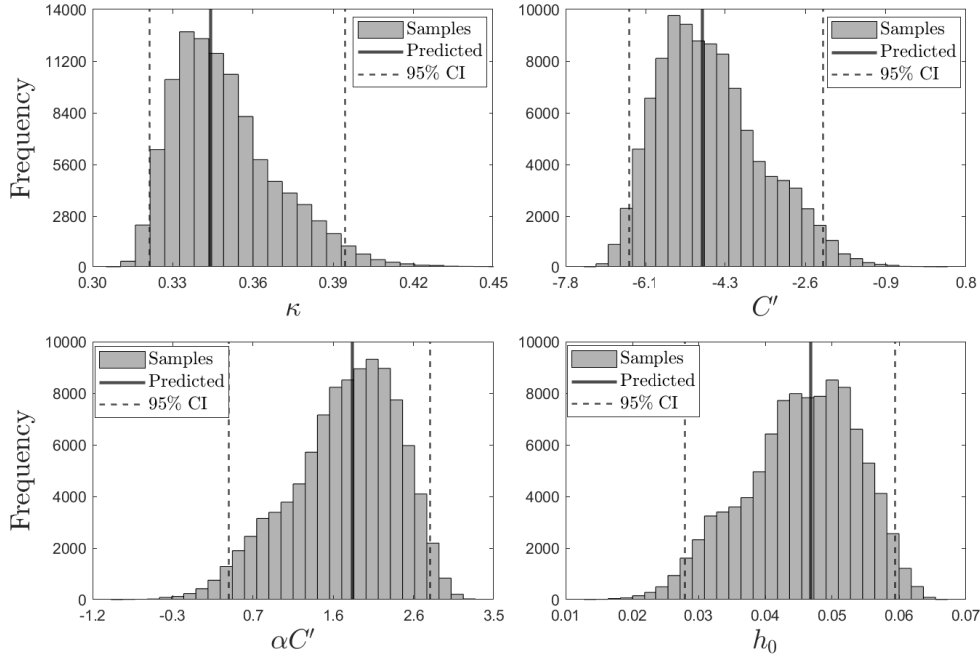 Frequency
14000
11200
8400
5600
2800
0
Samples
Predicted
95% CI
0.30 0.33 0.36 0.39 0.42 0.45
κ
10000
8000
6000
4000
2000
0
Samples
Predicted
95% CI
-7.8 -6.1 -4.3 -2.6 -0.9 0.8
C′
Frequency
10000
8000
6000
4000
2000
0
Samples
Predicted
95% CI
-1.2 -0.3 0.7 1.6 2.6 3.5
αC′
10000
8000
6000
4000
2000
0
Samples
Predicted
95% CI
0.01 0.02 0.03 0.04 0.05 0.06 0.07
h₀